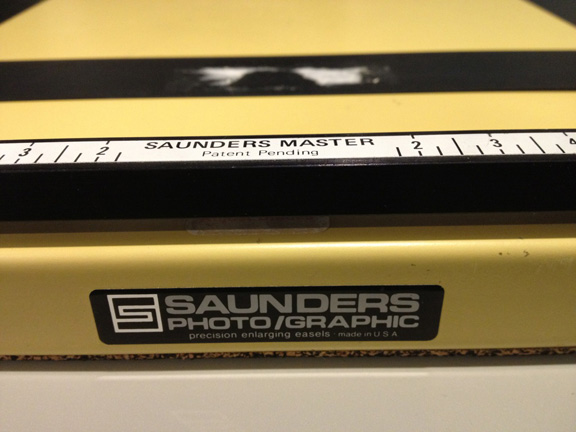 3 2 SAUNDERS MASTER 2 3 4
Patent Pending
S SAUNDERS
PHOTO/GRAPHIC
precision enlarging easels made in U S A